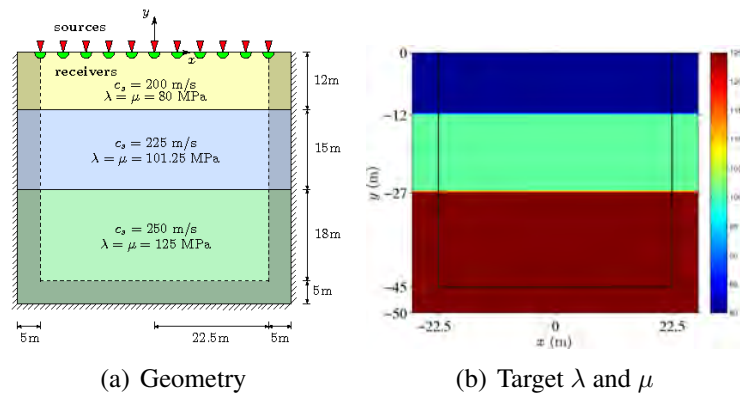 y
sources
x
receivers
c_s = 200 m/s
λ = μ = 80 MPa
12m
c_s = 225 m/s
λ = μ = 101.25 MPa
15m
c_s = 250 m/s
λ = μ = 125 MPa
18m
5m
5m
22.5m
5m
(a) Geometry
0
−12
−27
−45
−50
y (m)
−22.5
0
22.5
x (m)
(b) Target λ and μ